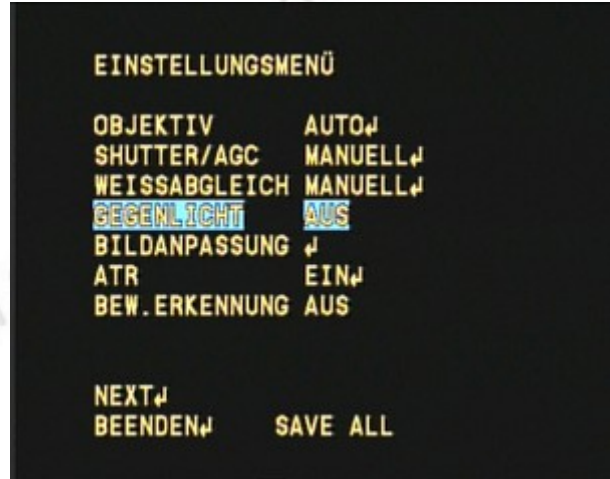 EINSTELLUNGSMENÜ
OBJEKTIV AUTO↲
SHUTTER/AGC MANUELL↲
WEISSABGLEICH MANUELL↲
GEGENLICHT AUS
BILDANPASSUNG ↲
ATR EIN↲
BEW.ERKENNUNG AUS
NEXT↲
BEENDEN↲ SAVE ALL